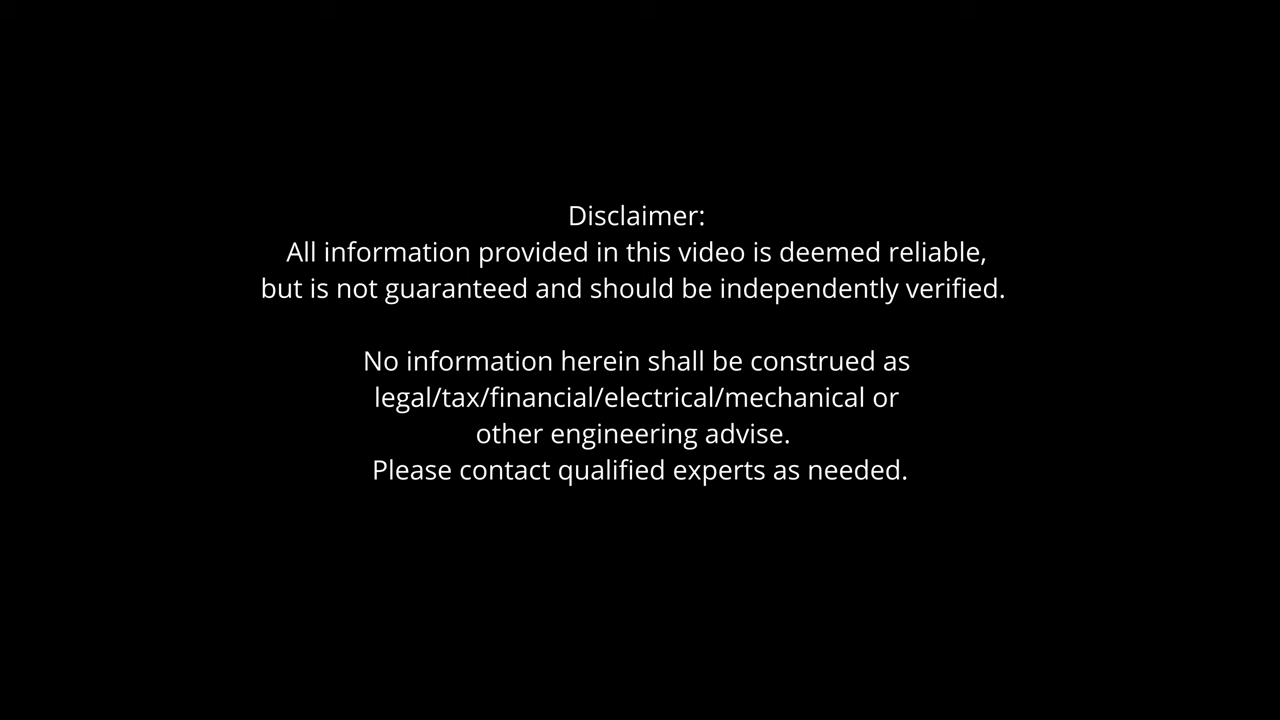 Disclaimer:
All information provided in this video is deemed reliable,
but is not guaranteed and should be independently verified.
No information herein shall be construed as
legal/tax/financial/electrical/mechanical or
other engineering advise.
Please contact qualified experts as needed.